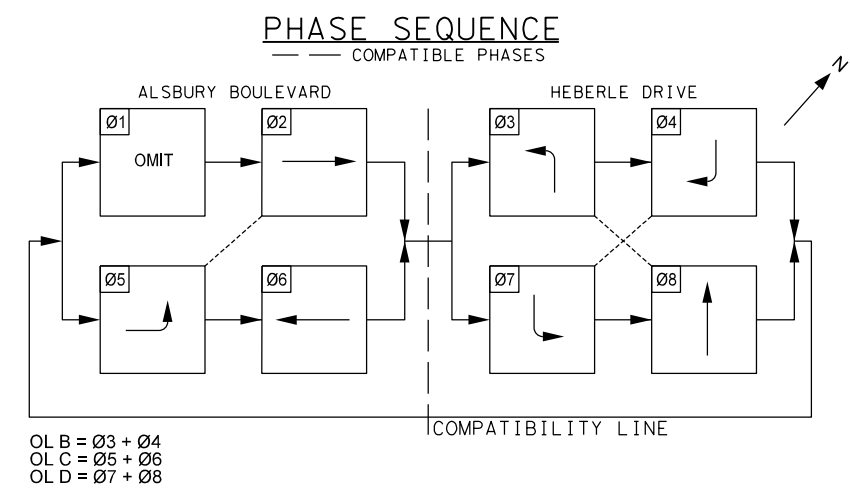 PHASE SEQUENCE
— — COMPATIBLE PHASES
N
ALSBURY BOULEVARD
HEBERLE DRIVE
Ø1
OMIT
Ø2
Ø3
Ø4
Ø5
Ø6
Ø7
Ø8
COMPATIBILITY LINE
OL B = Ø3 + Ø4
OL C = Ø5 + Ø6
OL D = Ø7 + Ø8